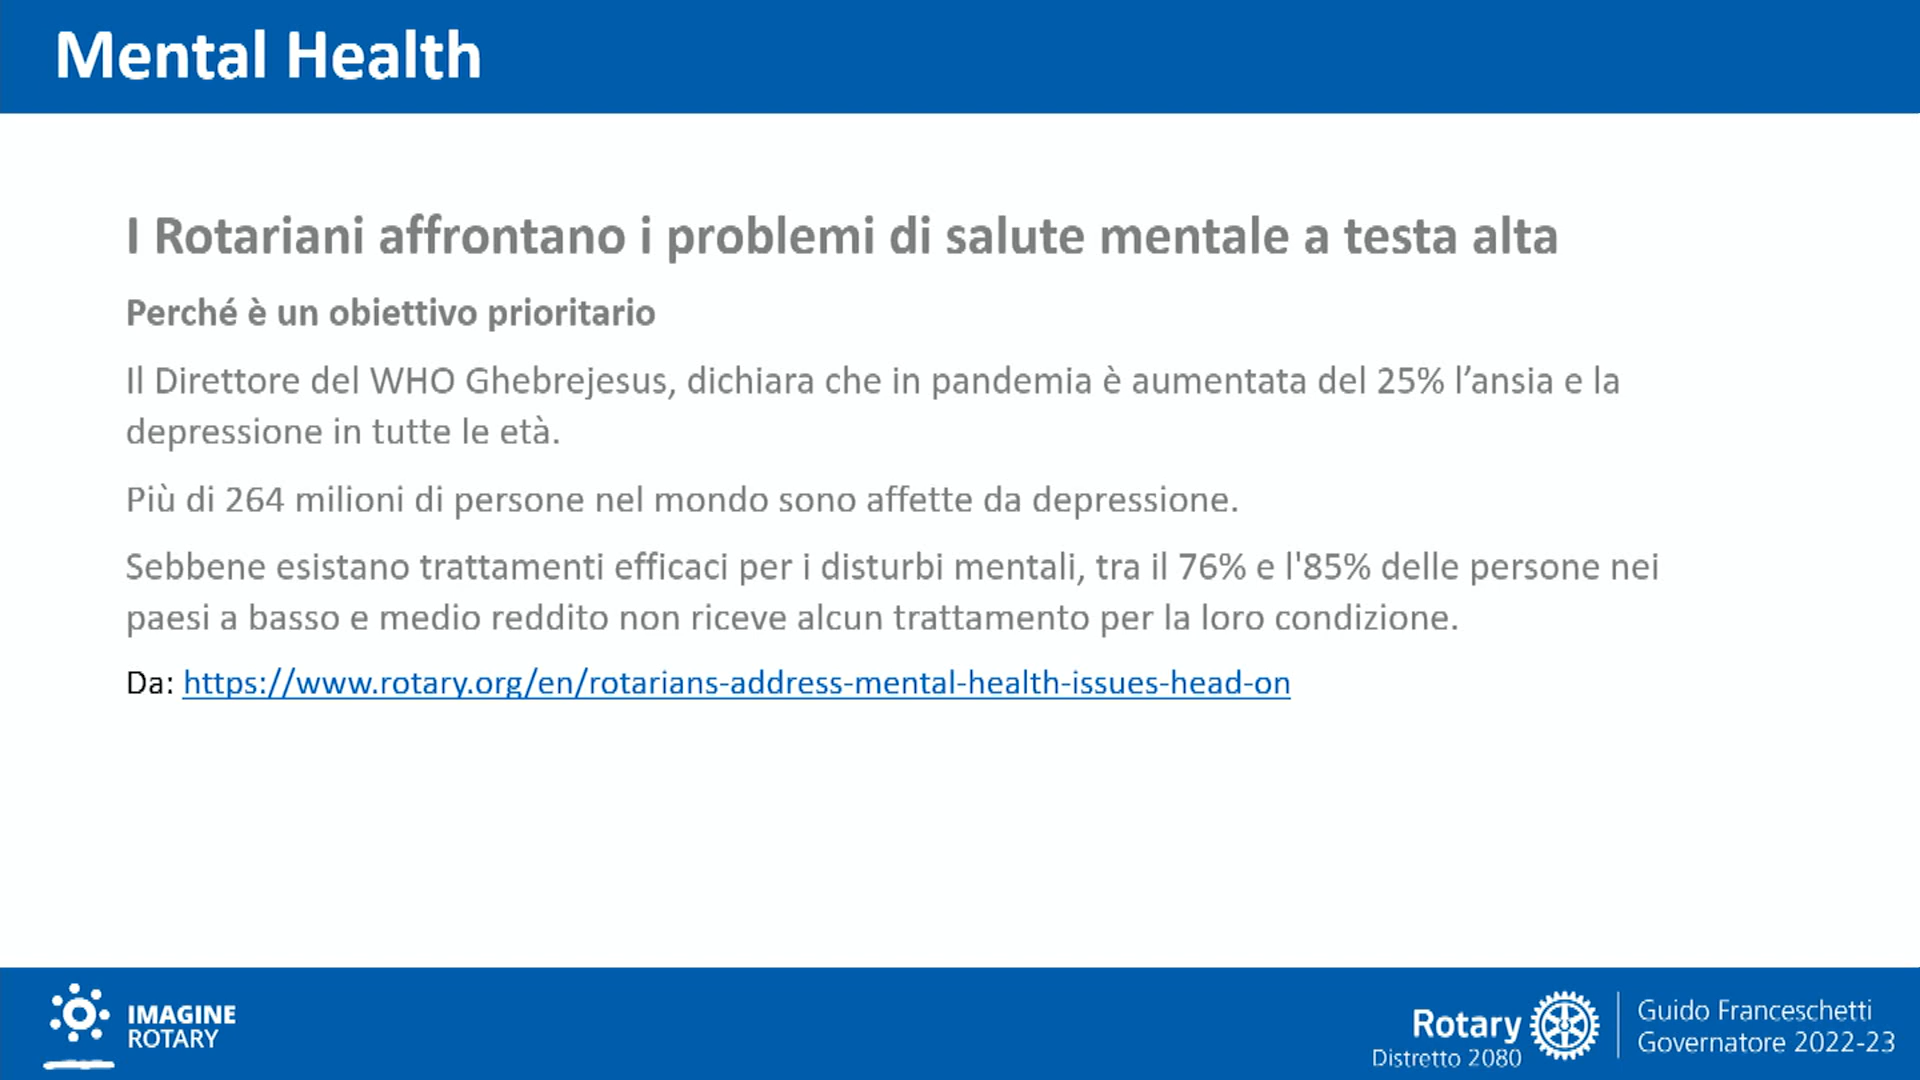 Mental Health
I Rotariani affrontano i problemi di salute mentale a testa alta
Perché è un obiettivo prioritario
Il Direttore del WHO Ghebrejesus, dichiara che in pandemia è aumentata del 25% l’ansia e la
depressione in tutte le età.
Più di 264 milioni di persone nel mondo sono affette da depressione.
Sebbene esistano trattamenti efficaci per i disturbi mentali, tra il 76% e l'85% delle persone nei
paesi a basso e medio reddito non riceve alcun trattamento per la loro condizione.
Da: https://www.rotary.org/en/rotarians-address-mental-health-issues-head-on
IMAGINE
ROTARY
Rotary
Distretto 2080
Guido Franceschetti
Governatore 2022-23